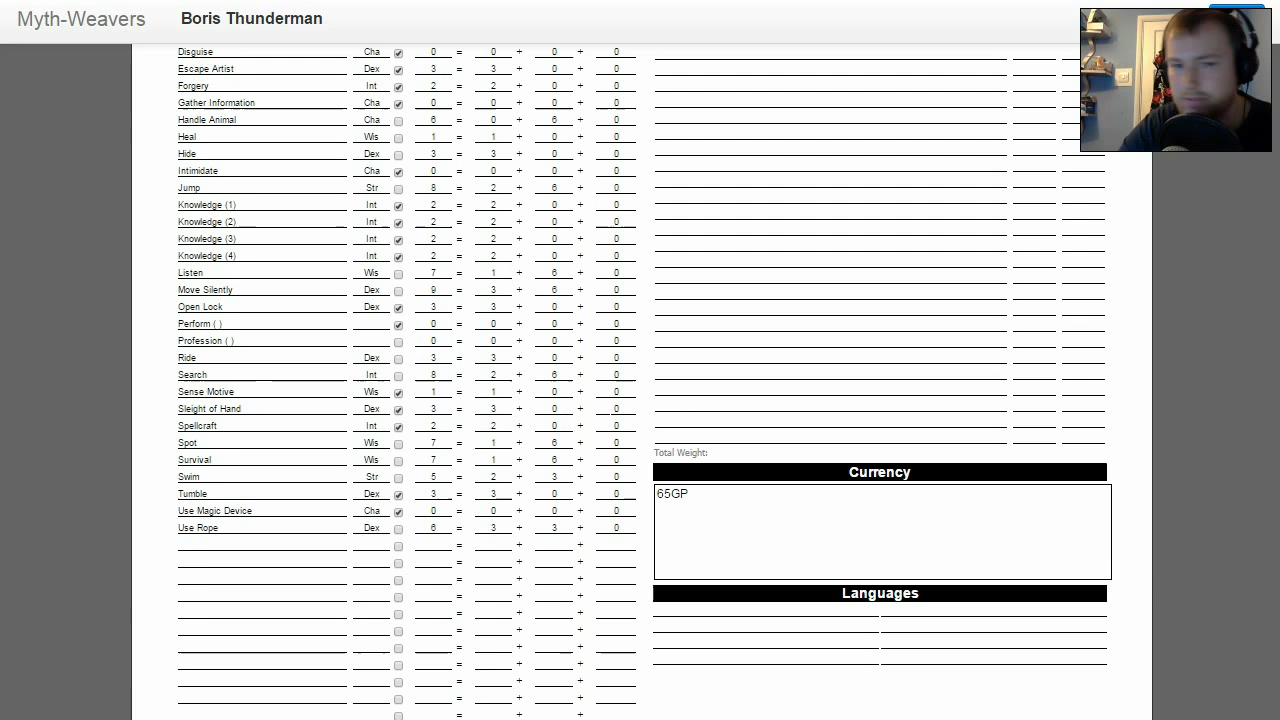 Myth-Weavers Boris Thunderman
Disguise Cha 0 = 0 + 0 + 0
Escape Artist Dex 3 = 3 + 0 + 0
Forgery Int 2 = 2 + 0 + 0
Gather Information Cha 0 = 0 + 0 + 0
Handle Animal Cha 6 = 0 + 6 + 0
Heal Wis 1 = 1 + 0 + 0
Hide Dex 3 = 3 + 0 + 0
Intimidate Cha 0 = 0 + 0 + 0
Jump Str 8 = 2 + 6 + 0
Knowledge (1) Int 2 = 2 + 0 + 0
Knowledge (2) Int 2 = 2 + 0 + 0
Knowledge (3) Int 2 = 2 + 0 + 0
Knowledge (4) Int 2 = 2 + 0 + 0
Listen Wis 7 = 1 + 6 + 0
Move Silently Dex 9 = 3 + 6 + 0
Open Lock Dex 3 = 3 + 0 + 0
Perform ( ) 0 = 0 + 0 + 0
Profession ( ) 0 = 0 + 0 + 0
Ride Dex 3 = 3 + 0 + 0
Search Int 8 = 2 + 6 + 0
Sense Motive Wis 1 = 1 + 0 + 0
Sleight of Hand Dex 3 = 3 + 0 + 0
Spellcraft Int 2 = 2 + 0 + 0
Spot Wis 7 = 1 + 6 + 0
Survival Wis 7 = 1 + 6 + 0
Swim Str 5 = 2 + 3 + 0
Tumble Dex 3 = 3 + 0 + 0
Use Magic Device Cha 0 = 0 + 0 + 0
Use Rope Dex 6 = 3 + 3 + 0
= + +
= + +
= + +
= + +
= + +
= + +
= + +
= + +
= + +
= + +
= + +
Total Weight:
Currency
65GP
Languages